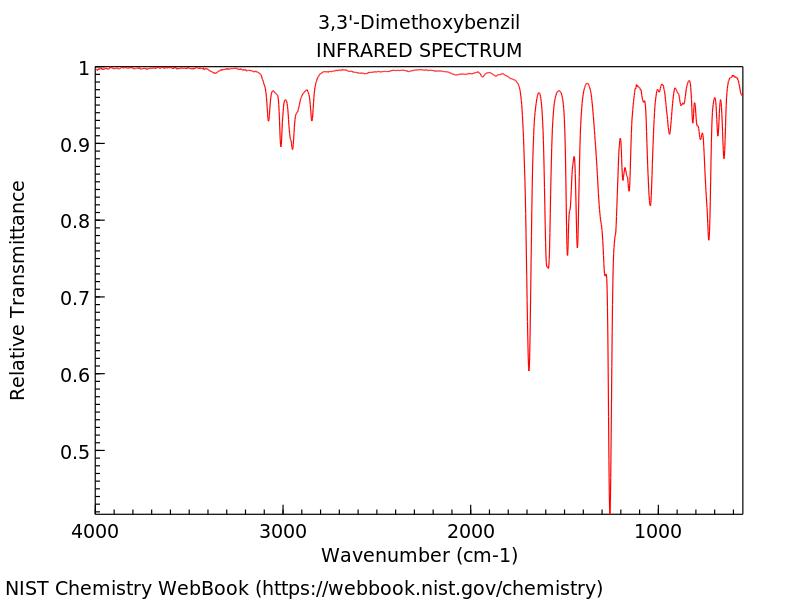 3,3'-Dimethoxybenzil
INFRARED SPECTRUM
1
0.9
0.8
0.7
0.6
0.5
Relative Transmittance
4000 3000 2000 1000
Wavenumber (cm-1)
NIST Chemistry WebBook (https://webbook.nist.gov/chemistry)